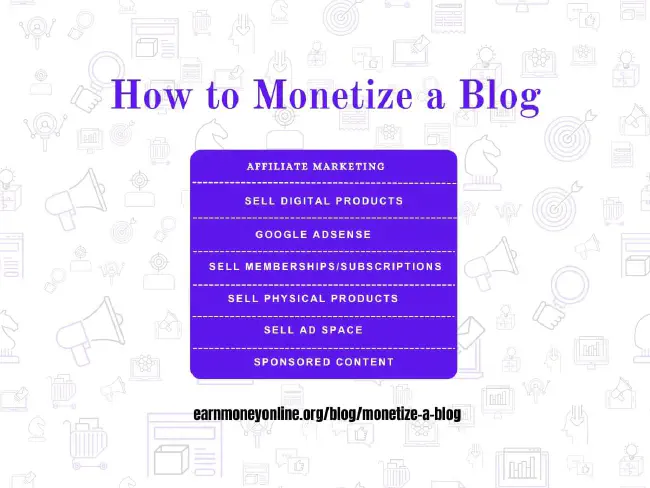 How to Monetize a Blog
AFFILIATE MARKETING
SELL DIGITAL PRODUCTS
GOOGLE ADSENSE
SELL MEMBERSHIPS/SUBSCRIPTIONS
SELL PHYSICAL PRODUCTS
SELL AD SPACE
SPONSORED CONTENT
earnmoneyonline.org/blog/monetize-a-blog